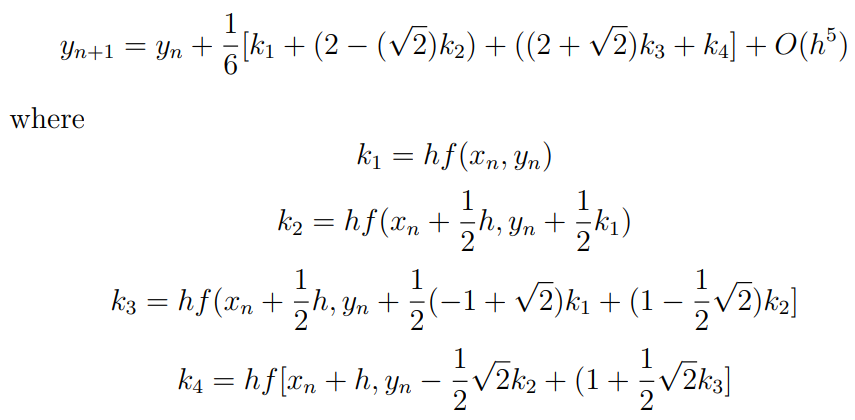 $y_{n+1} = y_n + \frac{1}{6}[k_1 + (2 - (\sqrt{2})k_2) + ((2 + \sqrt{2})k_3 + k_4] + O(h^5)$
where
$k_1 = hf(x_n, y_n)$
$k_2 = hf(x_n + \frac{1}{2}h, y_n + \frac{1}{2}k_1)$
$k_3 = hf(x_n + \frac{1}{2}h, y_n + \frac{1}{2}(-1 + \sqrt{2})k_1 + (1 - \frac{1}{2}\sqrt{2})k_2]$
$k_4 = hf[x_n + h, y_n - \frac{1}{2}\sqrt{2}k_2 + (1 + \frac{1}{2}\sqrt{2}k_3]$